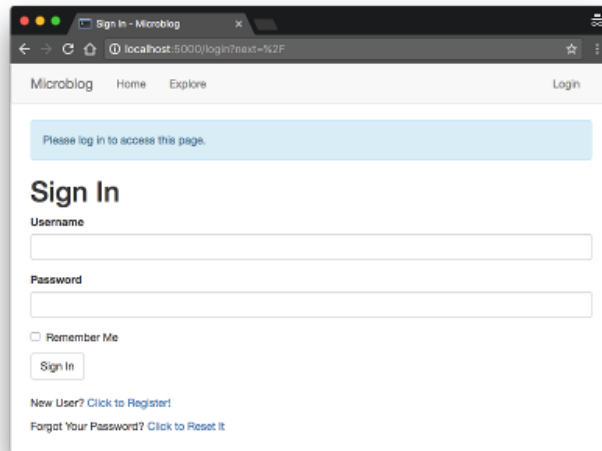 Sign In - Microblog
localhost:5000/login?next=%2F
Microblog Home Explore Login
Please log in to access this page.
Sign In
Username
Password
Remember Me
Sign In
New User? Click to Register!
Forgot Your Password? Click to Reset It